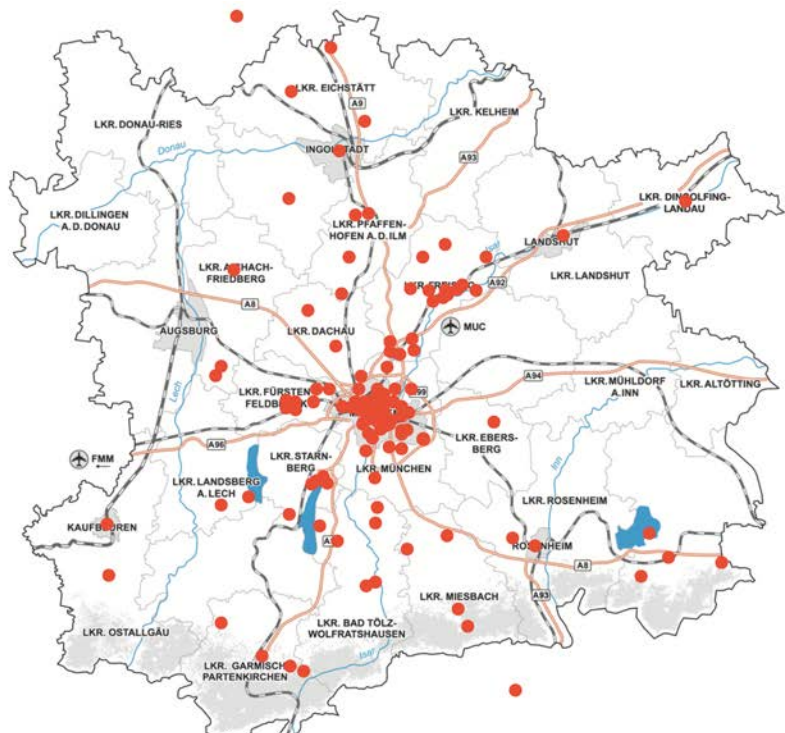 LKR. EICHSTÄTT
A9
LKR. KELHEIM
LKR. DONAU-RIES
Donau
INGOLSTADT
A93
LKR. DILLINGEN
A. D. DONAU
LKR. PFAFFEN-
HOFEN A. D. ILM
LKR. DINGOLFING-
LANDAU
Isar
LANDSHUT
LKR. AICHACH-
FRIEDBERG
LKR. LANDSHUT
A92
A8
LKR. DACHAU
AUGSBURG
MUC
Lech
A94
LKR. MÜHLDORF
A. INN
LKR. ALTÖTTING
LKR. FÜRSTEN
A99
LKR. EBERS-
BERG
A96
FMM
LKR. STARN-
BERG
LKR. MÜNCHEN
Inn
LKR. LANDSBERG
A. LECH
LKR. ROSENHEIM
KAUFBEUREN
ROSENHEIM
A8
A93
LKR. MIESBACH
LKR. OSTALLGÄU
LKR. BAD TÖLZ-
WOLFRATSHAUSEN
Isar
LKR. GARMISCH-
PARTENKIRCHEN